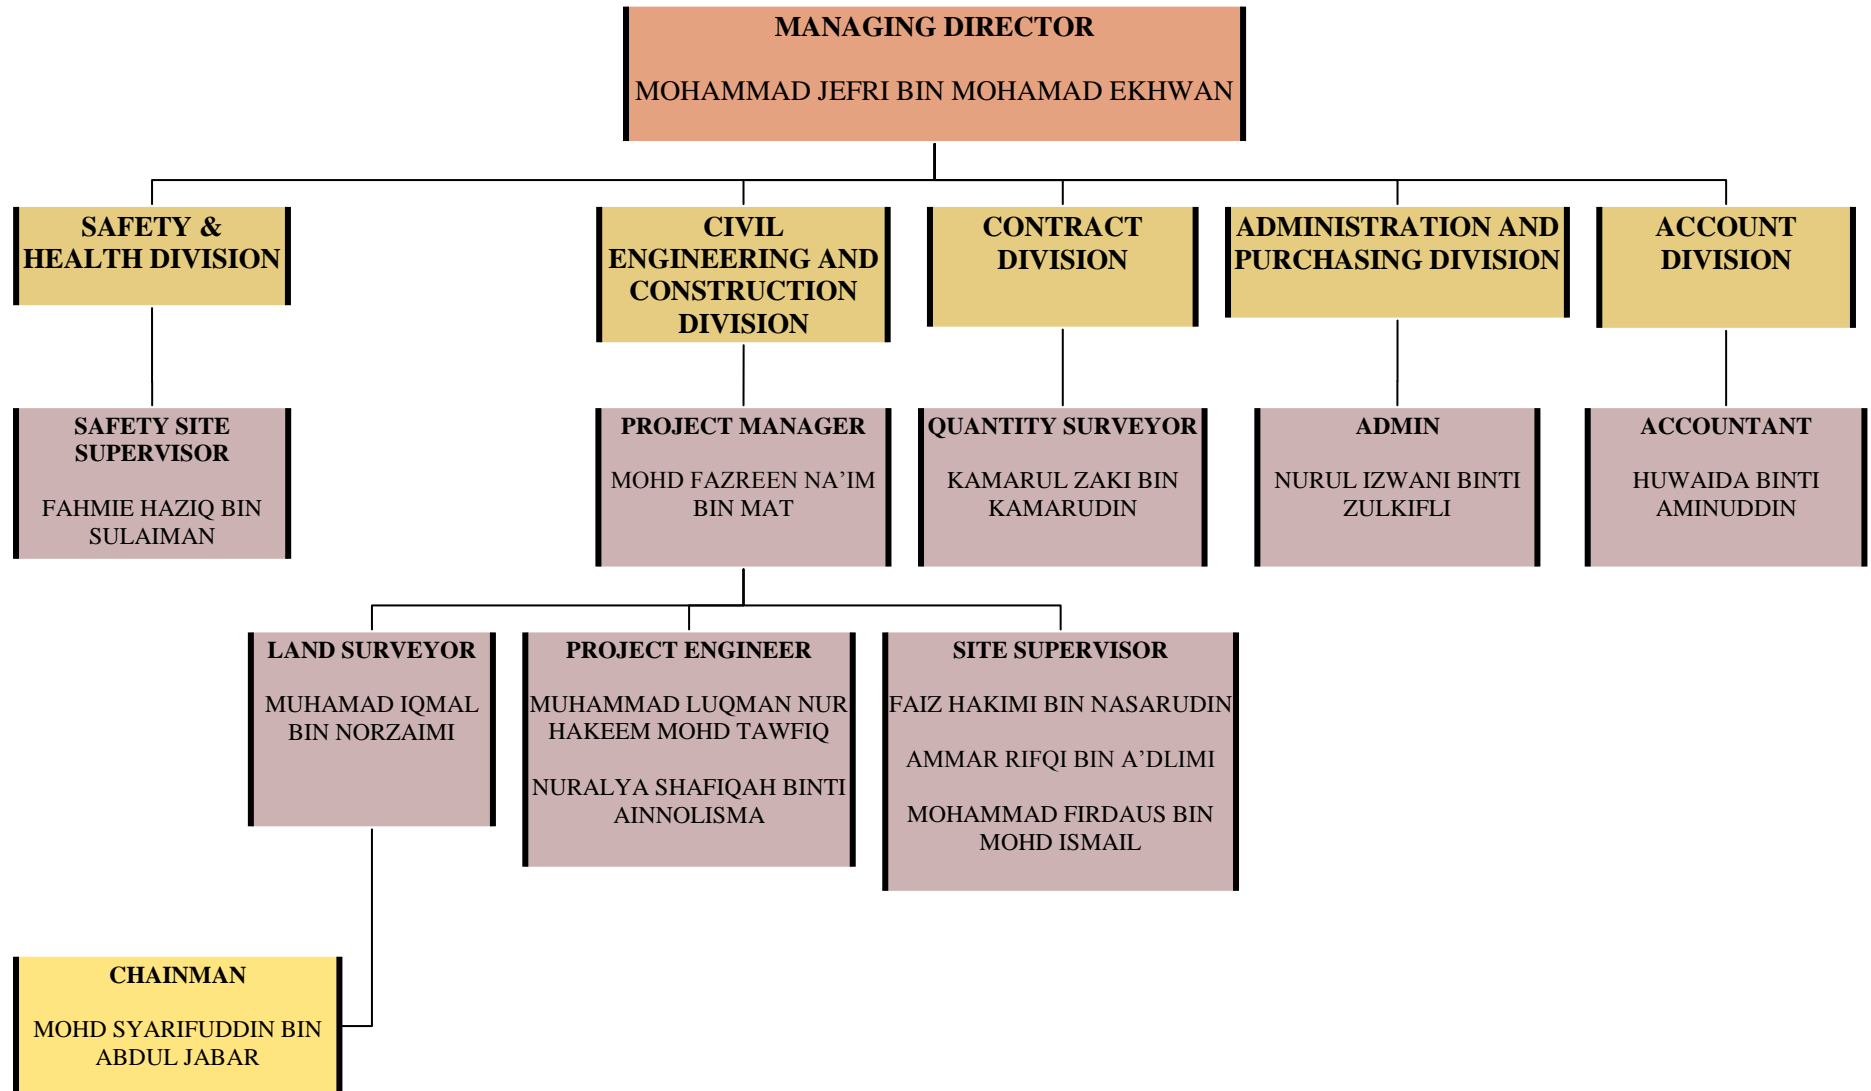 MANAGING DIRECTOR
MOHAMMAD JEFRI BIN MOHAMAD EKHWAN
SAFETY &
HEALTH DIVISION
CIVIL
ENGINEERING AND
CONSTRUCTION
DIVISION
CONTRACT
DIVISION
ADMINISTRATION AND
PURCHASING DIVISION
ACCOUNT
DIVISION
SAFETY SITE
SUPERVISOR
FAHMIE HAZIQ BIN
SULAIMAN
PROJECT MANAGER
MOHD FAZREEN NA’IM
BIN MAT
QUANTITY SURVEYOR
KAMARUL ZAKI BIN
KAMARUDIN
ADMIN
NURUL IZWANI BINTI
ZULKIFLI
ACCOUNTANT
HUWAIDA BINTI
AMINUDDIN
LAND SURVEYOR
MUHAMAD IQMAL
BIN NORZAIMI
PROJECT ENGINEER
MUHAMMAD LUQMAN NUR
HAKEEM MOHD TAWFIQ
NURALYA SHAFIQAH BINTI
AINNOLISMA
SITE SUPERVISOR
FAIZ HAKIMI BIN NASARUDIN
AMMAR RIFQI BIN A’DLIMI
MOHAMMAD FIRDAUS BIN
MOHD ISMAIL
CHAINMAN
MOHD SYARIFUDDIN BIN
ABDUL JABAR